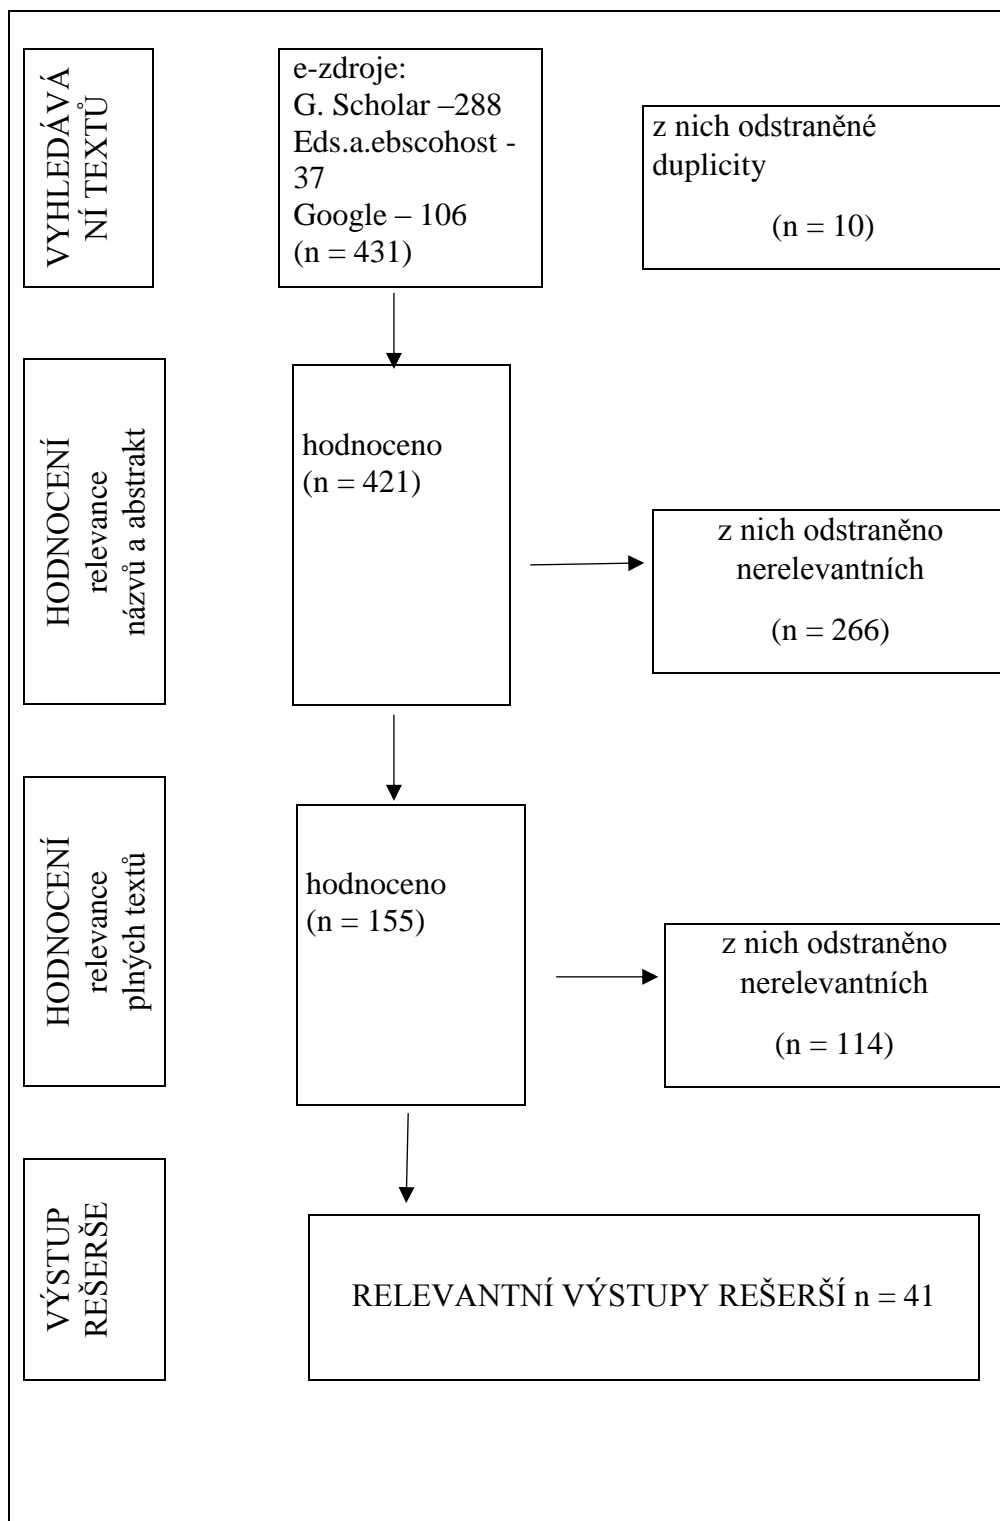 VYHLEDÁVÁ
NÍ TEXTŮ
e-zdroje:
G. Scholar –288
Eds.a.ebscohost -
37
Google – 106
(n = 431)
z nich odstraněné
duplicity
(n = 10)
HODNOCENÍ
relevance
názvů a abstrakt
hodnoceno
(n = 421)
z nich odstraněno
nerelevantních
(n = 266)
HODNOCENÍ
relevance
plných textů
hodnoceno
(n = 155)
z nich odstraněno
nerelevantních
(n = 114)
VÝSTUP
REŠERŠE
RELEVANTNÍ VÝSTUPY REŠERŠÍ n = 41